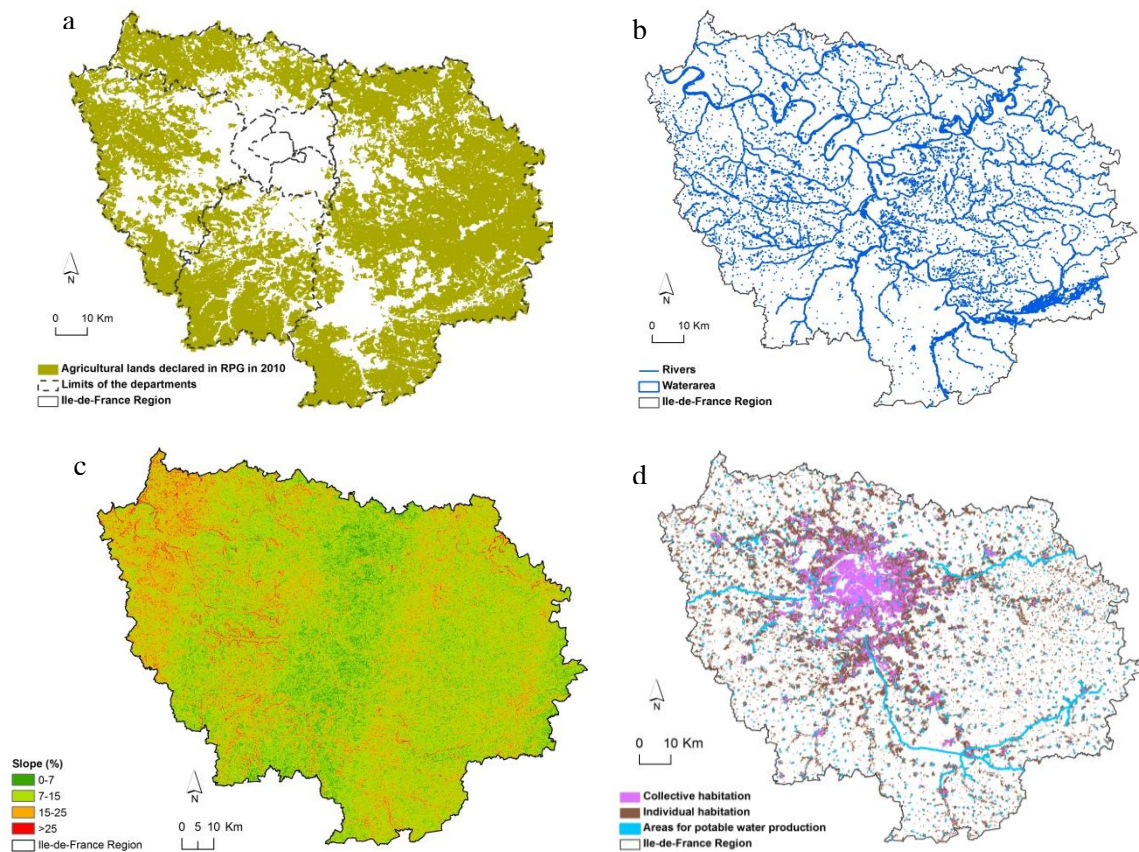 a
N
0 10 Km
Agricultural lands declared in RPG in 2010
Limits of the departments
Ile-de-France Region
b
N
0 10 Km
Rivers
Waterarea
Ile-de-France Region
c
Slope (%)
0-7
7-15
15-25
>25
Ile-de-France Region
N
0 5 10 Km
d
N
0 10 Km
Collective habitation
Individual habitation
Areas for potable water production
Ile-de-France Region